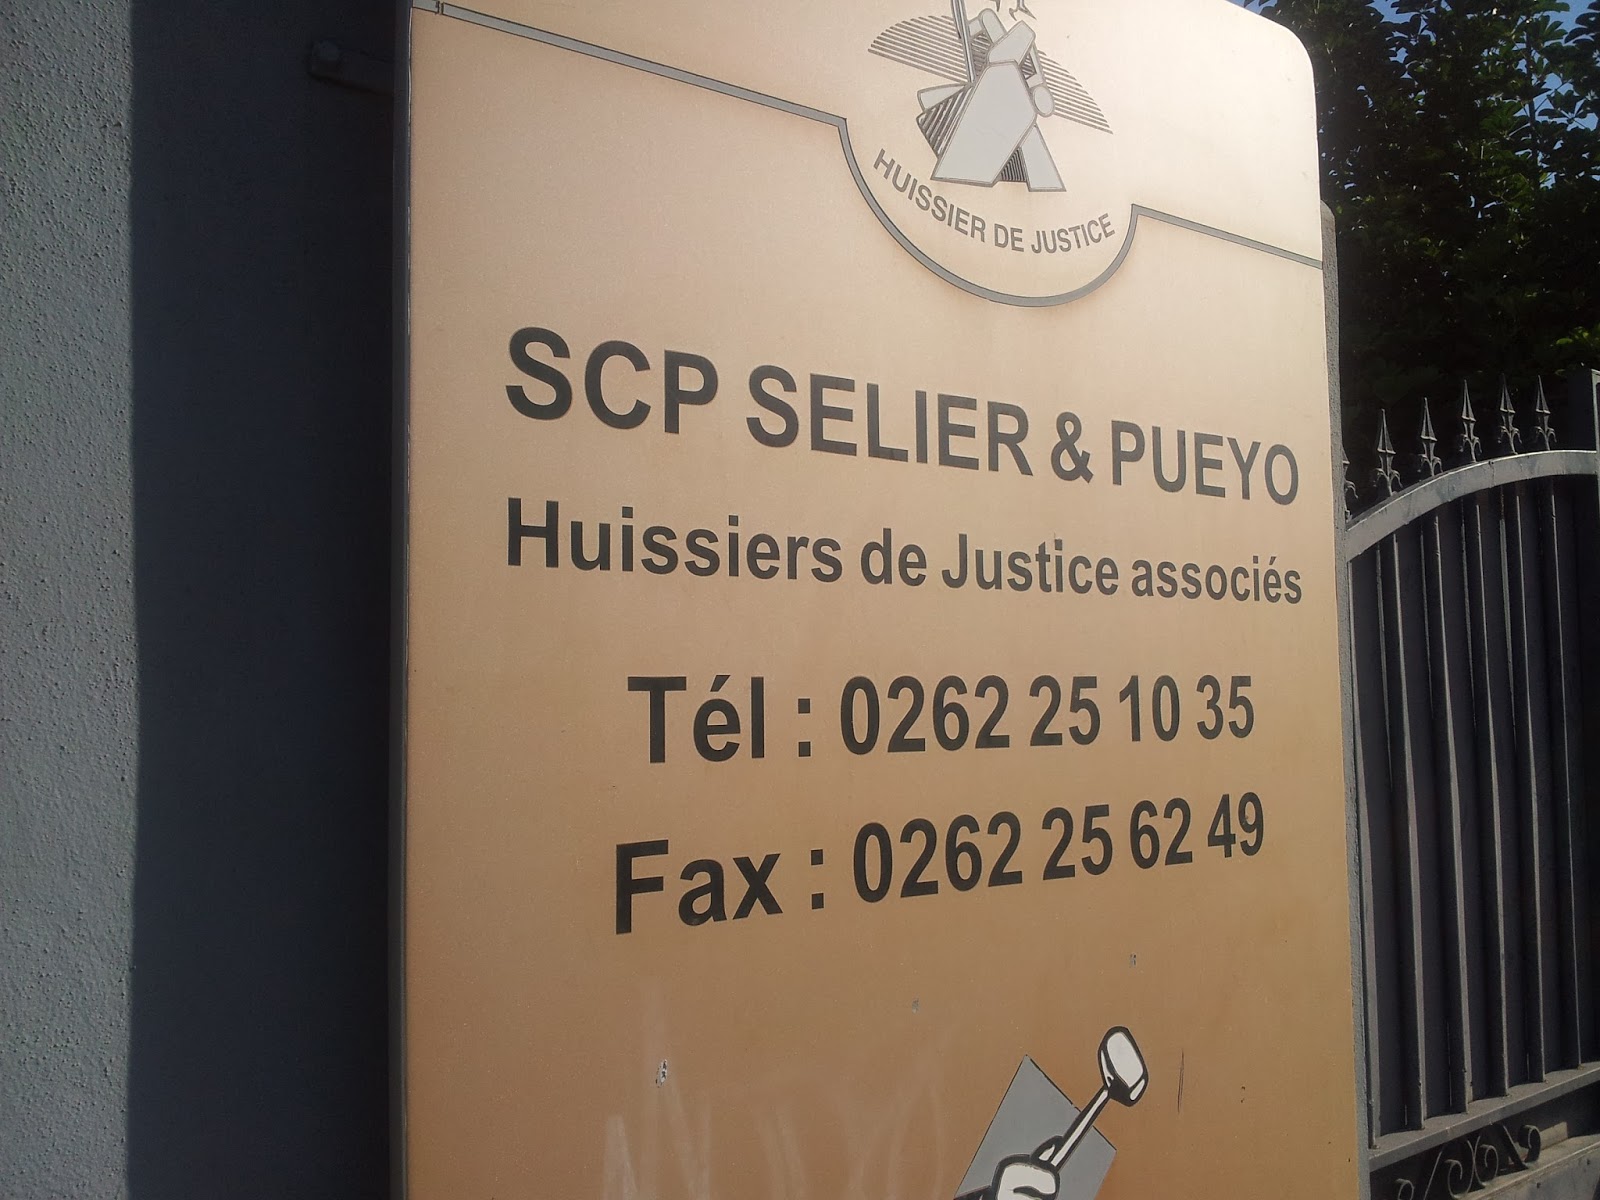 HUISSIER DE JUSTICE
SCP SELIER & PUEYO
Huissiers de Justice associés
Tél : 0262 25 10 35
Fax : 0262 25 62 49